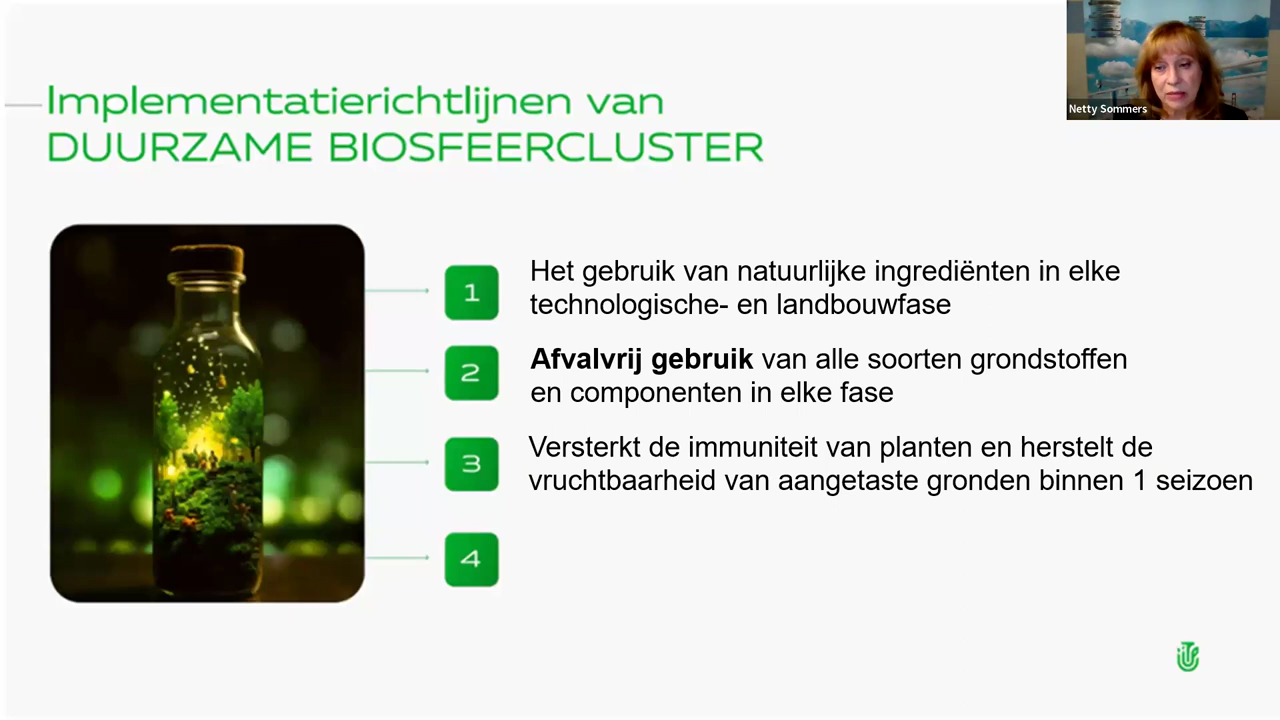 Netty Sommers
Implementatierichtlijnen van
DUURZAME BIOSFEERCLUSTER
1
Het gebruik van natuurlijke ingrediënten in elke
technologische- en landbouwfase
2
Afvalvrij gebruik van alle soorten grondstoffen
en componenten in elke fase
3
Versterkt de immuniteit van planten en herstelt de
vruchtbaarheid van aangetaste gronden binnen 1 seizoen
4